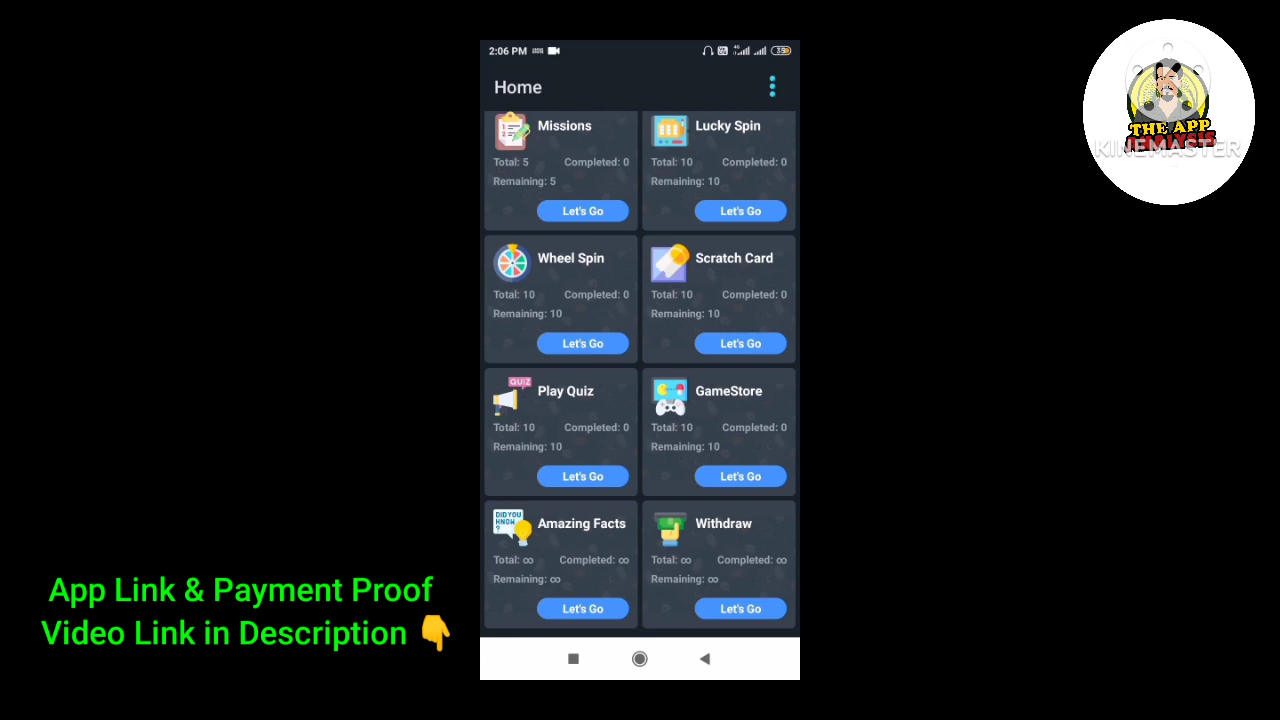 2:06 PM
35
Home
Missions
Total: 5 Completed: 0
Remaining: 5
Let's Go
Lucky Spin
Total: 10 Completed: 0
Remaining: 10
Let's Go
Wheel Spin
Total: 10 Completed: 0
Remaining: 10
Let's Go
Scratch Card
Total: 10 Completed: 0
Remaining: 10
Let's Go
QUIZ
Play Quiz
Total: 10 Completed: 0
Remaining: 10
Let's Go
GameStore
Total: 10 Completed: 0
Remaining: 10
Let's Go
DID YOU
KNOW
?
Amazing Facts
Total: ∞ Completed: ∞
Remaining: ∞
Let's Go
Withdraw
Total: ∞ Completed: ∞
Remaining: ∞
Let's Go
THE APP
KINEMASTER
App Link & Payment Proof
Video Link in Description 👇